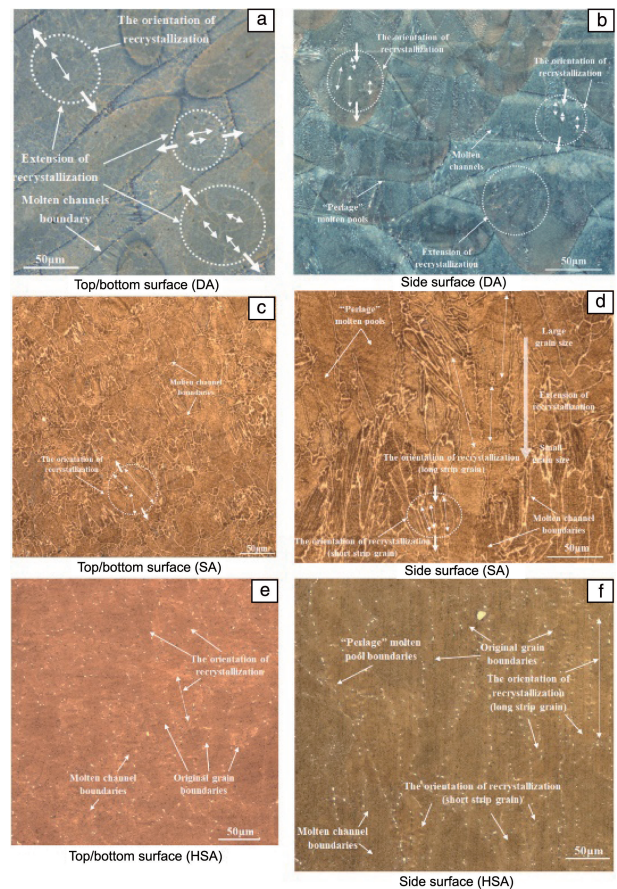 a
The orientation of
recrystallization
Extension of
recrystallization
Molten channels
boundary
50μm
Top/bottom surface (DA)
b
The orientation of
recrystallization
The orientation of
recrystallization
Molten
channels
"Perlage"
molten pools
Extension of
recrystallization
50μm
Side surface (DA)
c
Molten channel
boundaries
The orientation of
recrystallization
50μm
Top/bottom surface (SA)
d
"Perlage"
molten pools
Large
grain size
Extension of
recrystallization
Small
grain size
The orientation of recrystallization
(long strip grain)
Molten channel
boundaries
The orientation of recrystallization
(short strip grain)
50μm
Side surface (SA)
e
The orientation of
recrystallization
Molten channel
boundaries
Original grain
boundaries
50μm
Top/bottom surface (HSA)
f
"Perlage" molten
pool boundaries
Original grain
boundaries
The orientation of
recrystallization
(long strip grain)
The orientation of recrystallization
(short strip grain)
Molten channel
boundaries
50μm
Side surface (HSA)